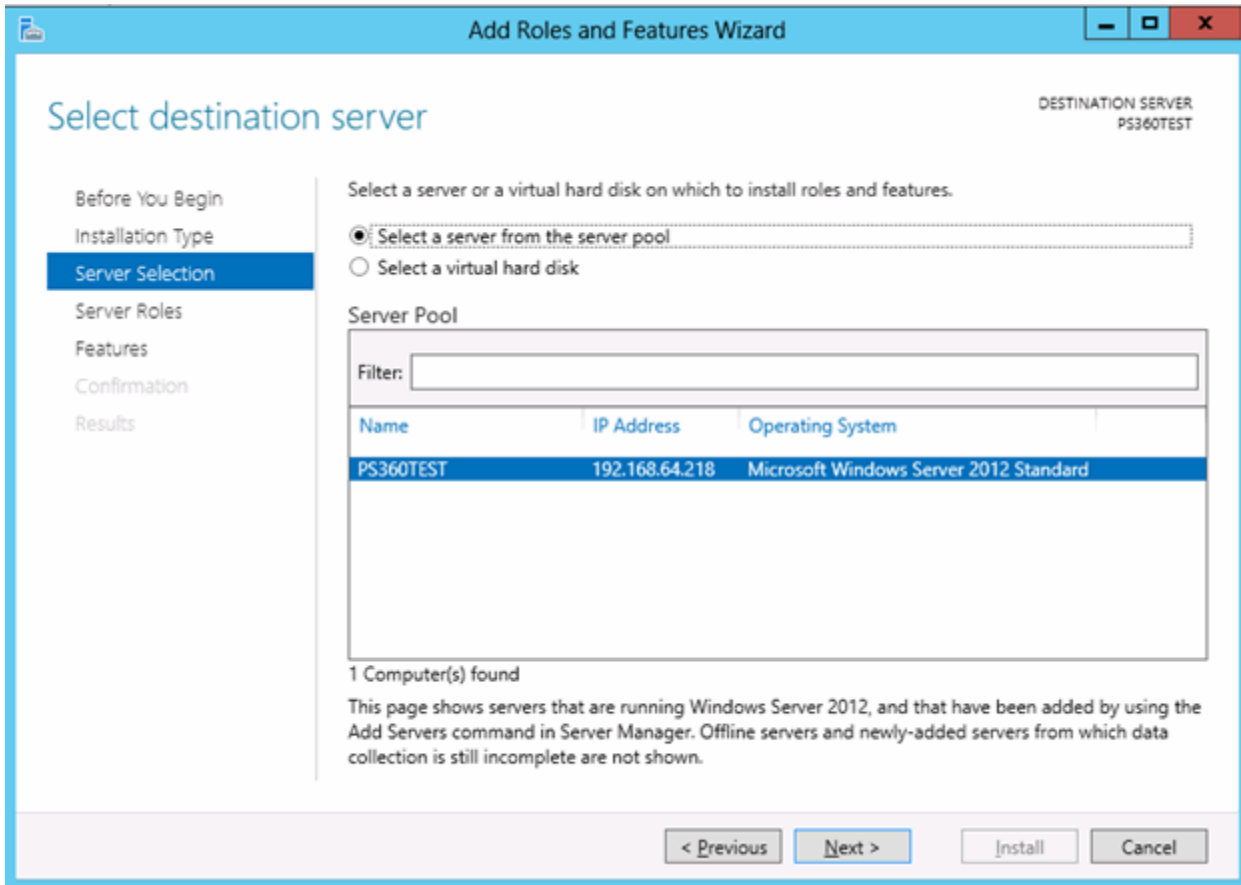 Add Roles and Features Wizard
Select destination server
DESTINATION SERVER
PS360TEST
Before You Begin
Installation Type
Server Selection
Server Roles
Features
Confirmation
Results
Select a server or a virtual hard disk on which to install roles and features.
Select a server from the server pool
Select a virtual hard disk
Server Pool
Filter:
Name IP Address Operating System
PS360TEST 192.168.64.218 Microsoft Windows Server 2012 Standard
1 Computer(s) found
This page shows servers that are running Windows Server 2012, and that have been added by using the
Add Servers command in Server Manager. Offline servers and newly-added servers from which data
collection is still incomplete are not shown.
< Previous Next > Install Cancel